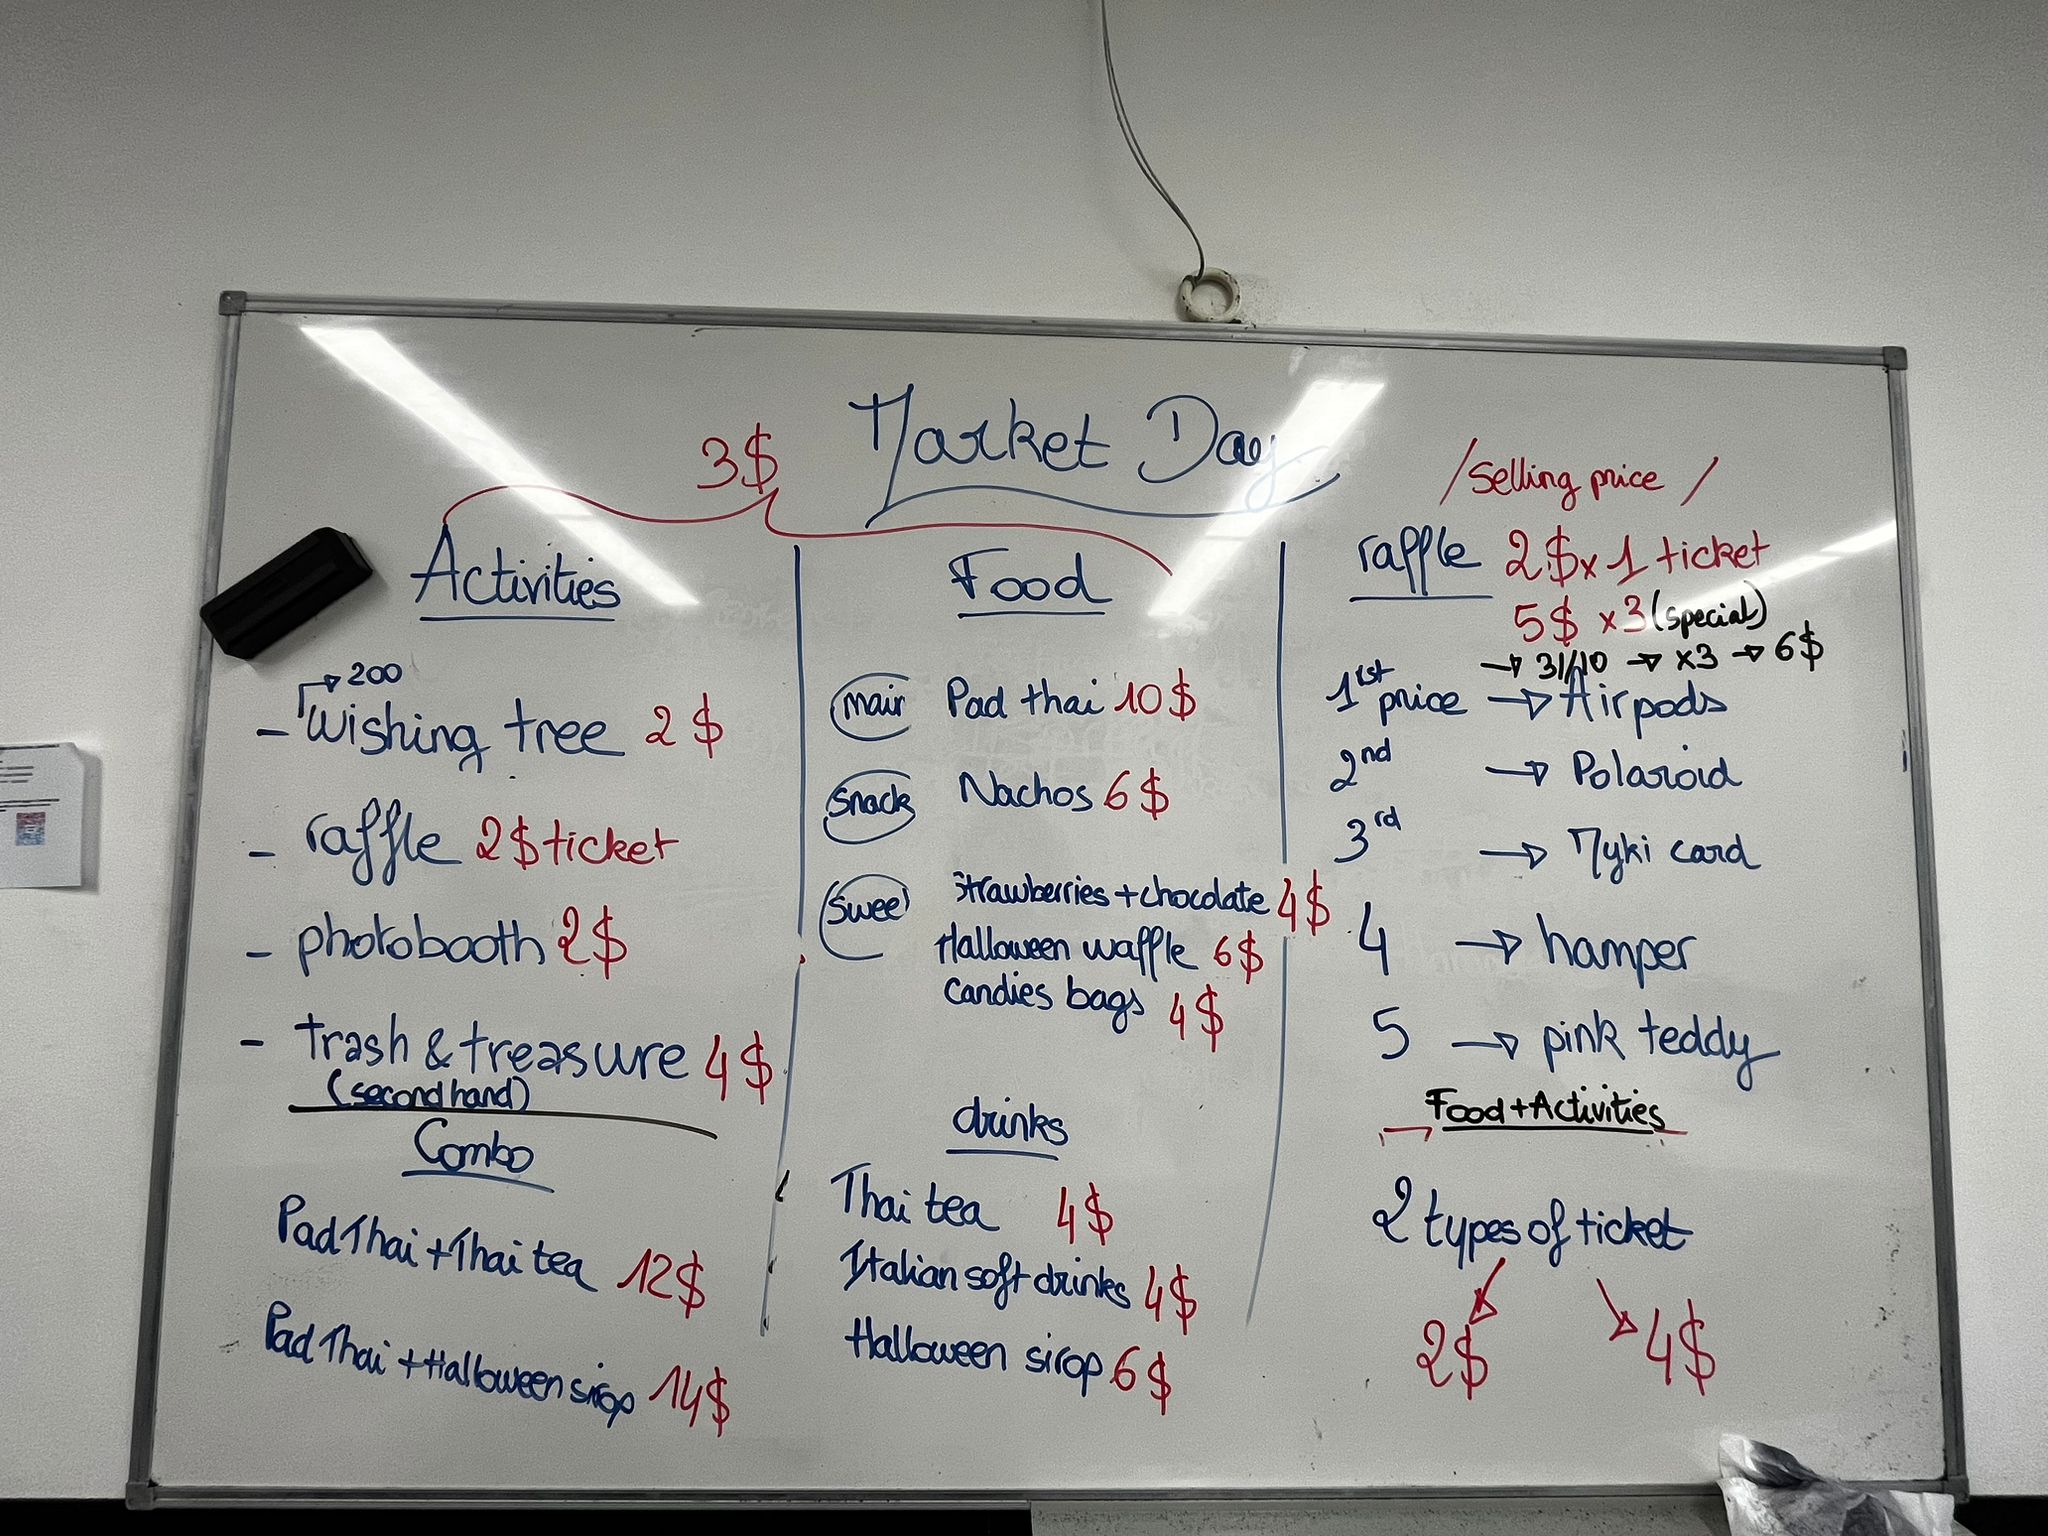 Market Day
3$
Activities
200
- Wishing tree 2$
- raffle 2$ ticket
- photobooth 2$
- trash & treasure 4$
(second hand)
Combo
Pad Thai + Thai tea 12$
Pad Thai + Halloween sirop 14$
Food
main Pad thai 10$
snack Nachos 6$
sweet Strawberries + chocolate 4$
Halloween waffle 6$
Candies bags 4$
drinks
Thai tea 4$
Italian soft drinks 4$
Halloween sirop 6$
/ Selling price /
raffle 2$ x 1 ticket
5$ x3 (special)
→ 31/10 → x3 → 6$
1rst price → Airpods
2nd → Polaroid
3rd → Myki card
4 → hamper
5 → pink teddy
Food + Activities
2 types of ticket
2$ 4$